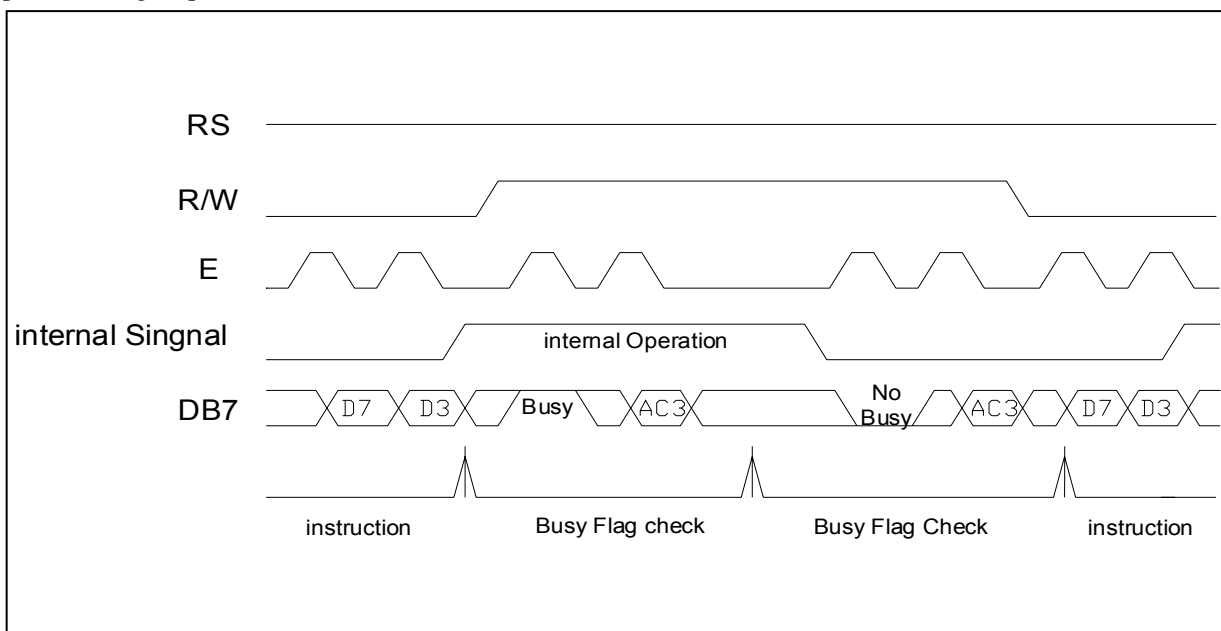 RS
R/W
E
internal Singnal
internal Operation
DB7
D7
D3
Busy
AC3
No
Busy
AC3
D7
D3
instruction
Busy Flag check
Busy Flag Check
instruction